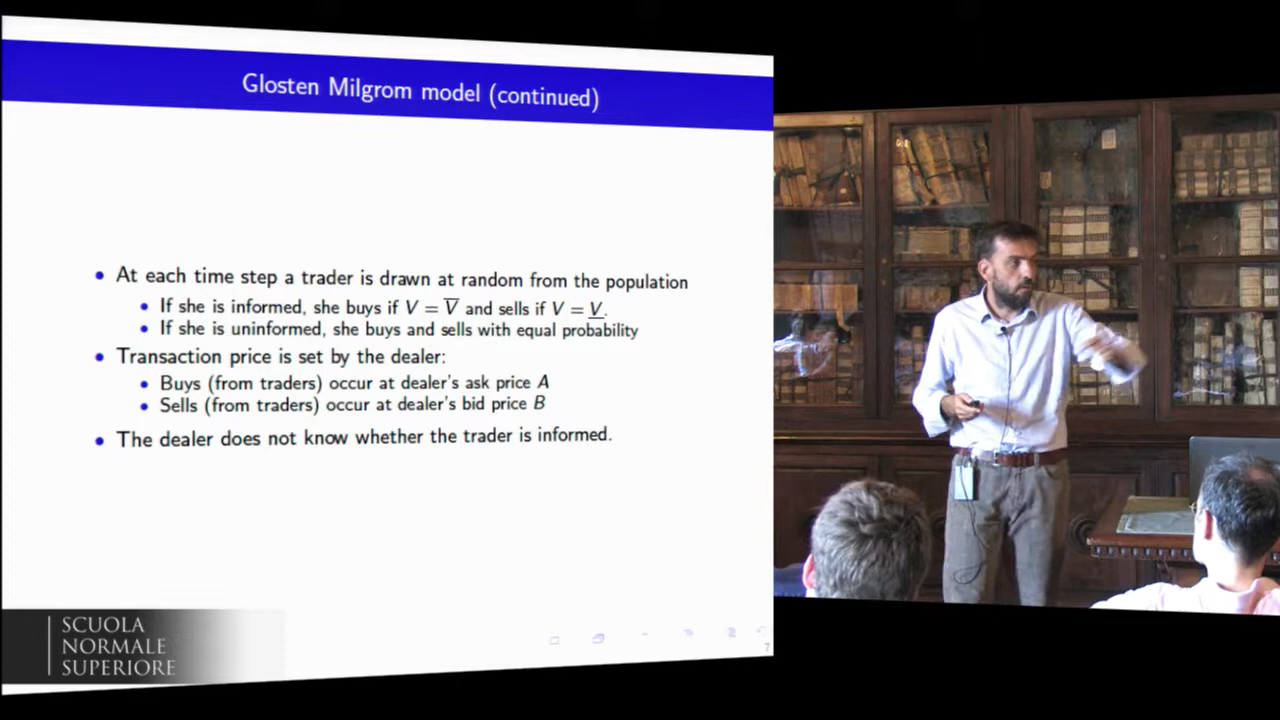 Glosten Milgrom model (continued)
• At each time step a trader is drawn at random from the population
• If she is informed, she buys if V = V̅ and sells if V = V̲.
• If she is uninformed, she buys and sells with equal probability
• Transaction price is set by the dealer:
• Buys (from traders) occur at dealer's ask price A
• Sells (from traders) occur at dealer's bid price B
• The dealer does not know whether the trader is informed.
7
SCUOLA
NORMALE
SUPERIORE